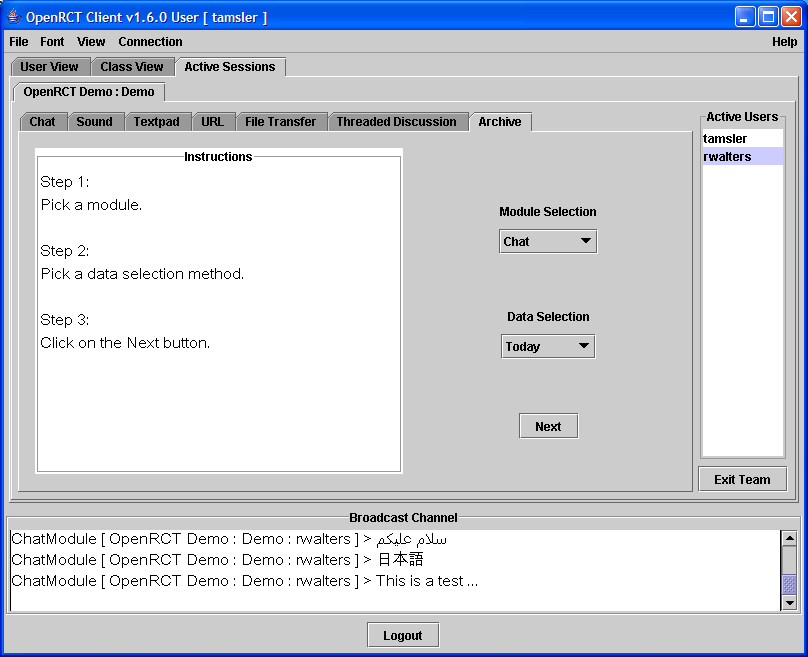 OpenRCT Client v1.6.0 User [ tamsler ]
File Font View Connection Help
User View Class View Active Sessions
OpenRCT Demo : Demo
Chat Sound Textpad URL File Transfer Threaded Discussion Archive
Active Users
tamsler
rwalters
Instructions
Step 1:
Pick a module.
Step 2:
Pick a data selection method.
Step 3:
Click on the Next button.
Module Selection
Chat
Data Selection
Today
Next
Exit Team
Broadcast Channel
ChatModule [ OpenRCT Demo : Demo : rwalters ] > سلام علیکم
ChatModule [ OpenRCT Demo : Demo : rwalters ] > 日本語
ChatModule [ OpenRCT Demo : Demo : rwalters ] > This is a test ...
Logout